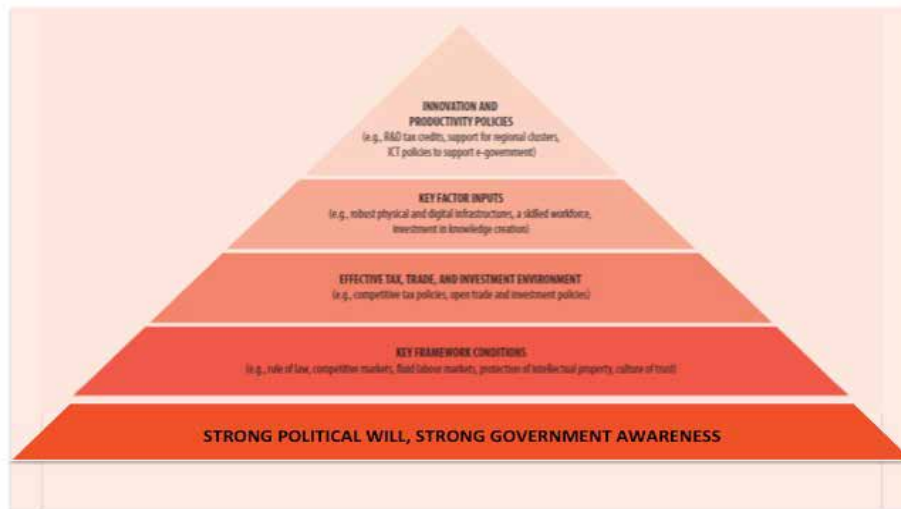 INNOVATION AND
PRODUCTIVITY POLICIES
(e.g., R&D tax credits, support for regional clusters,
ICT policies to support e-government)
KEY FACTOR INPUTS
(e.g., robust physical and digital infrastructures, a skilled workforce,
investment in knowledge creation)
EFFECTIVE TAX, TRADE, AND INVESTMENT ENVIRONMENT
(e.g., competitive tax policies, open trade and investment policies)
KEY FRAMEWORK CONDITIONS
(e.g., rule of law, competitive markets, fluid labour markets, protection of intellectual property, culture of trust)
STRONG POLITICAL WILL, STRONG GOVERNMENT AWARENESS